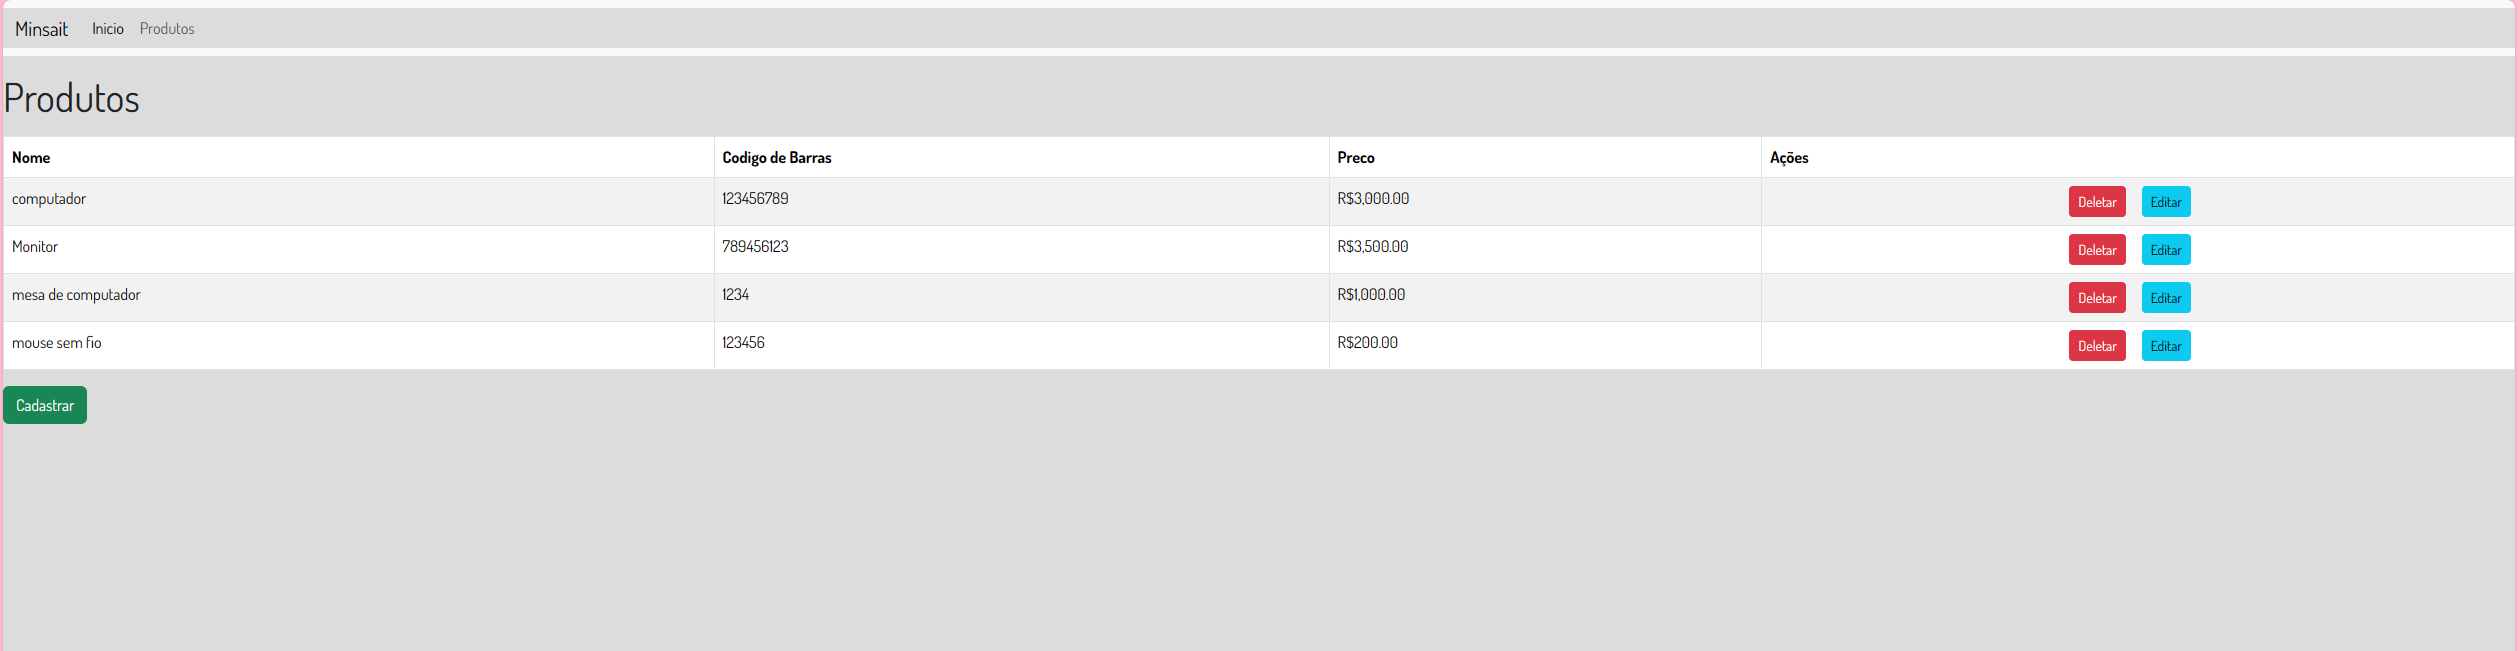 Minsait Inicio Produtos
Produtos
Nome Codigo de Barras Preco Ações
computador 123456789 R$3,000.00 Deletar Editar
Monitor 789456123 R$3,500.00 Deletar Editar
mesa de computador 1234 R$1,000.00 Deletar Editar
mouse sem fio 123456 R$200.00 Deletar Editar
Cadastrar